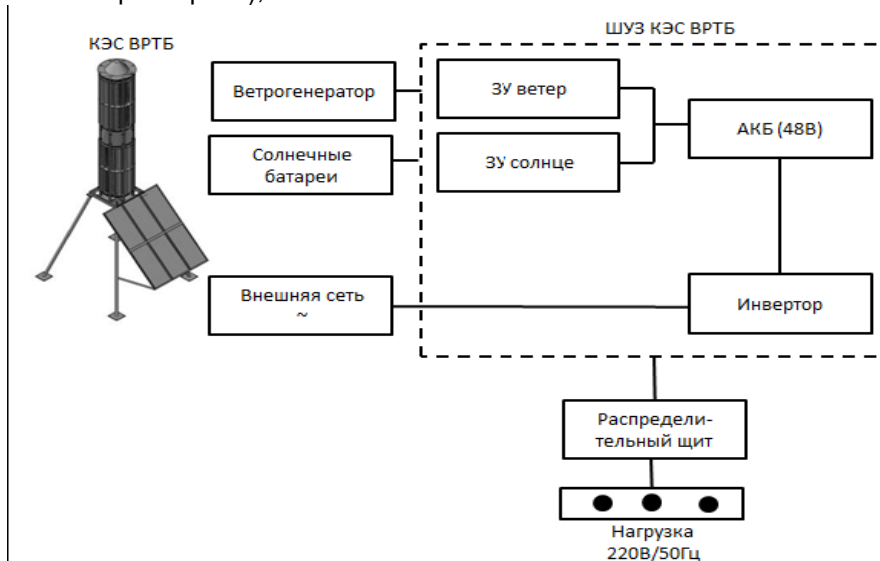 КЭС ВРТБ
ШУЗ КЭС ВРТБ
Ветрогенератор
ЗУ ветер
АКБ (48В)
Солнечные
батареи
ЗУ солнце
Внешняя сеть
~
Инвертор
Распредели-
тельный щит
Нагрузка
220В/50Гц